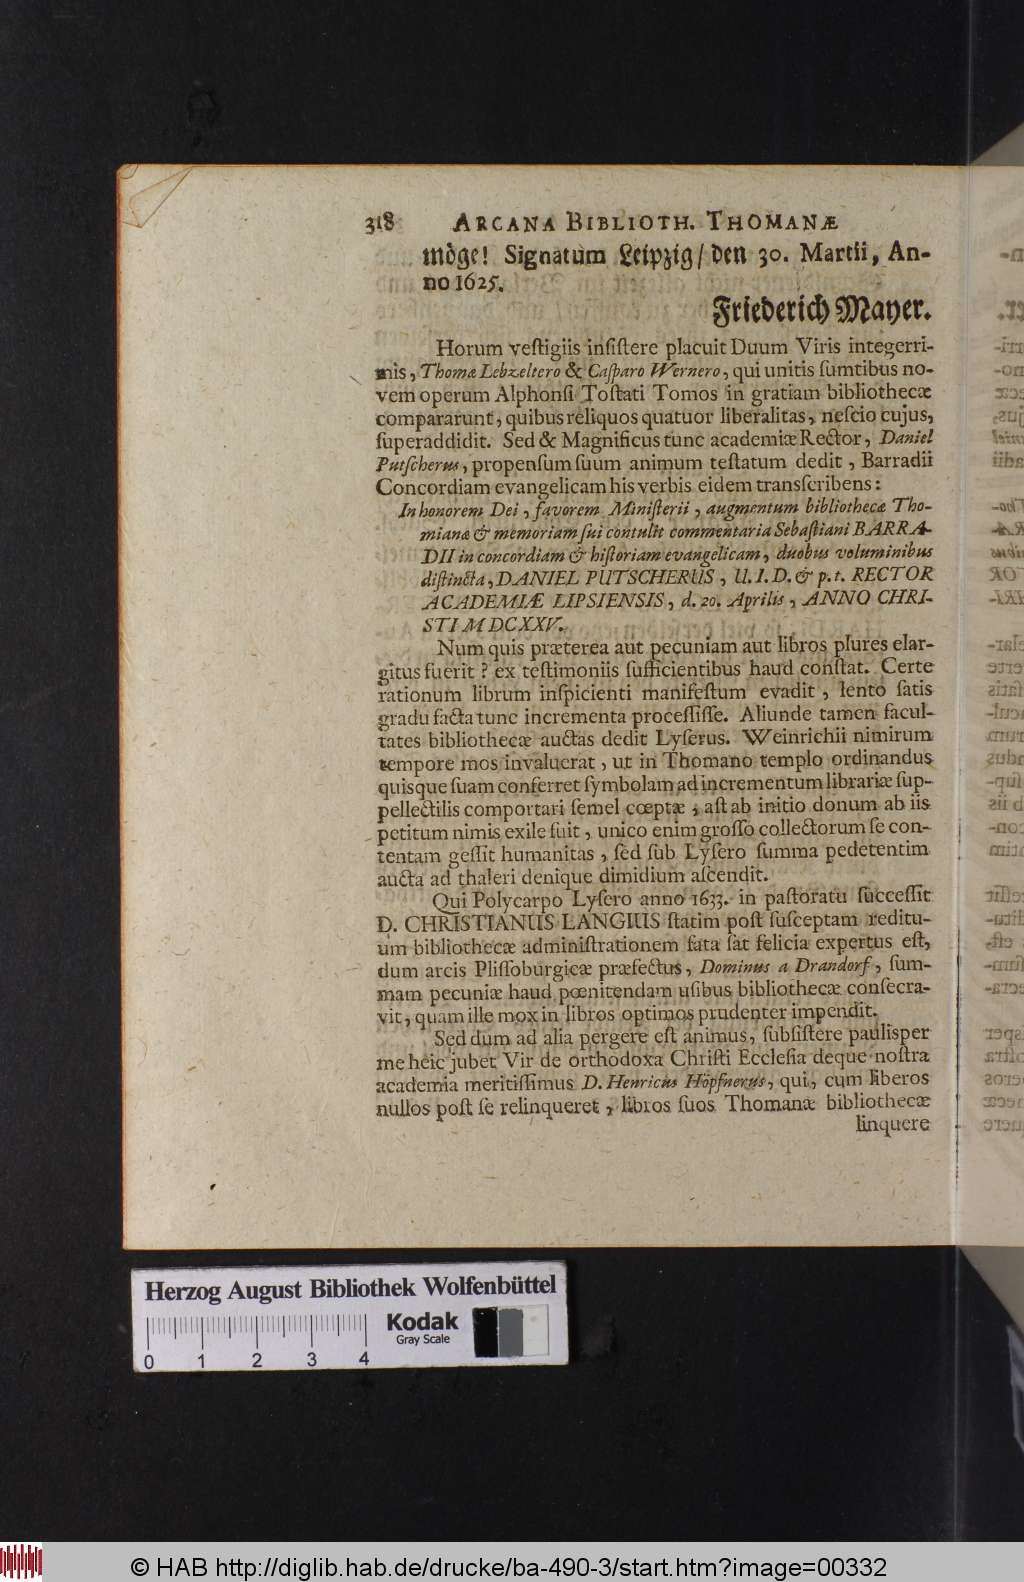 318 ARCANA BIBLIOTH. THOMANÆ
möge! Signatum Leipzig/ den 30. Martii, An-
no 1625.
Friederich Mayer.
Horum veſtigiis inſiſtere placuit Duum Viris integerri-
mis, Thomæ Lebzeltero & Caſparo Wernero, qui unitis ſumtibus no-
vem operum Alphonſi Toſtati Tomos in gratiam bibliothecæ
compararunt, quibus reliquos quatuor liberalitas, neſcio cujus,
ſuperaddidit. Sed & Magnificus tunc academiæ Rector, Daniel
Putſcherus, propenſum ſuum animum teſtatum dedit, Barradii
Concordiam evangelicam his verbis eidem transſcribens:
In honorem Dei, favorem Miniſterii, augmentum bibliothecæ Tho-
mianæ & memoriam ſui contulit commentaria Sebaſtiani BARRA-
DII in concordiam & hiſtoriam evangelicam, duobus voluminibus
diſtincta, DANIEL PUTSCHERUS, U. I. D. & p. t. RECTOR
ACADEMIÆ LIPSIENSIS, d. 20. Aprilis, ANNO CHRI-
STI M DCXXV.
Num quis præterea aut pecuniam aut libros plures elar-
gitus fuerit? ex teſtimoniis ſufficientibus haud conſtat. Certe
rationum librum inſpicienti manifeſtum evadit, lento ſatis
gradu facta tunc incrementa proceſſiſſe. Aliunde tamen facul-
tates bibliothecæ auctas dedit Lyſerus. Weinrichii nimirum
tempore mos invaluerat, ut in Thomano templo ordinandus
quisque ſuam conferret ſymbolam ad incrementum librariæ ſup-
pellectilis comportari ſemel cœptæ; aſt ab initio donum ab iis
petitum nimis exile fuit, unico enim groſſo collectorum ſe con-
tentam geſſit humanitas, ſed ſub Lyſero ſumma pedetentim
aucta ad thaleri denique dimidium aſcendit.
Qui Polycarpo Lyſero anno 1633. in paſtoratu ſucceſſit
D. CHRISTIANUS LANGIUS ſtatim poſt ſuſceptam redituum-
um bibliothecæ adminiſtrationem fata ſat felicia expertus eſt,
dum arcis Pliſſoburgicæ præfectus, Dominus a Drandorf, ſum-
mam pecuniæ haud pœnitendam uſibus bibliothecæ conſecra-
vit, quam ille mox in libros optimos prudenter impendit.
Sed dum ad alia pergere eſt animus, ſubſiſtere paulisper
me heic jubet Vir de orthodoxa Chriſti Eccleſia deque noſtra
academia meritiſſimus D. Henricus Höpfnerus, qui, cum liberos
nullos poſt ſe relinqueret, libros ſuos Thomanæ bibliothecæ
linquere
Herzog August Bibliothek Wolfenbüttel
Kodak
Gray Scale
0 1 2 3 4
© HAB http://diglib.hab.de/drucke/ba-490-3/start.htm?image=00332